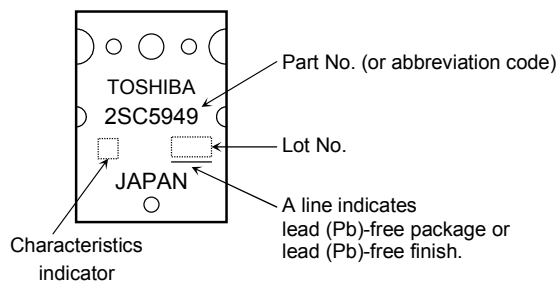 TOSHIBA
2SC5949
JAPAN
Part No. (or abbreviation code)
Lot No.
A line indicates
lead (Pb)-free package or
lead (Pb)-free finish.
Characteristics
indicator